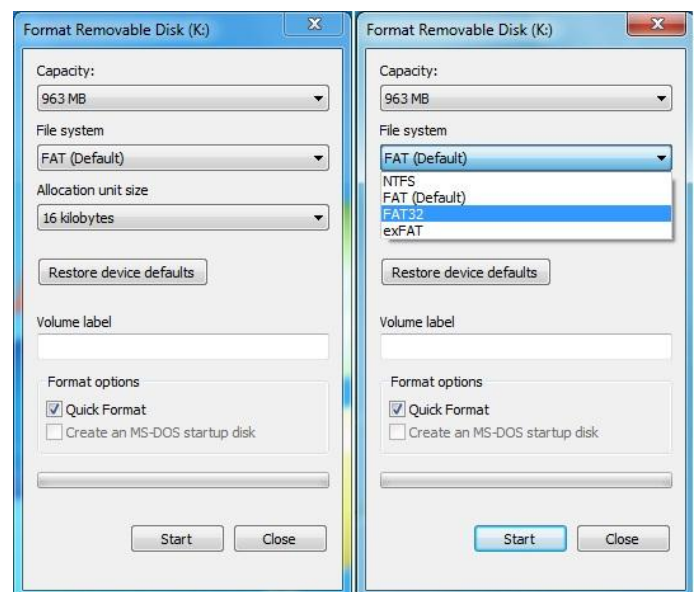 Format Removable Disk (K:)
Capacity:
963 MB
File system
FAT (Default)
Allocation unit size
16 kilobytes
Restore device defaults
Volume label
Format options
Quick Format
Create an MS-DOS startup disk
Start
Close
Format Removable Disk (K:)
Capacity:
963 MB
File system
FAT (Default)
NTFS
FAT (Default)
FAT32
exFAT
Restore device defaults
Volume label
Format options
Quick Format
Create an MS-DOS startup disk
Start
Close